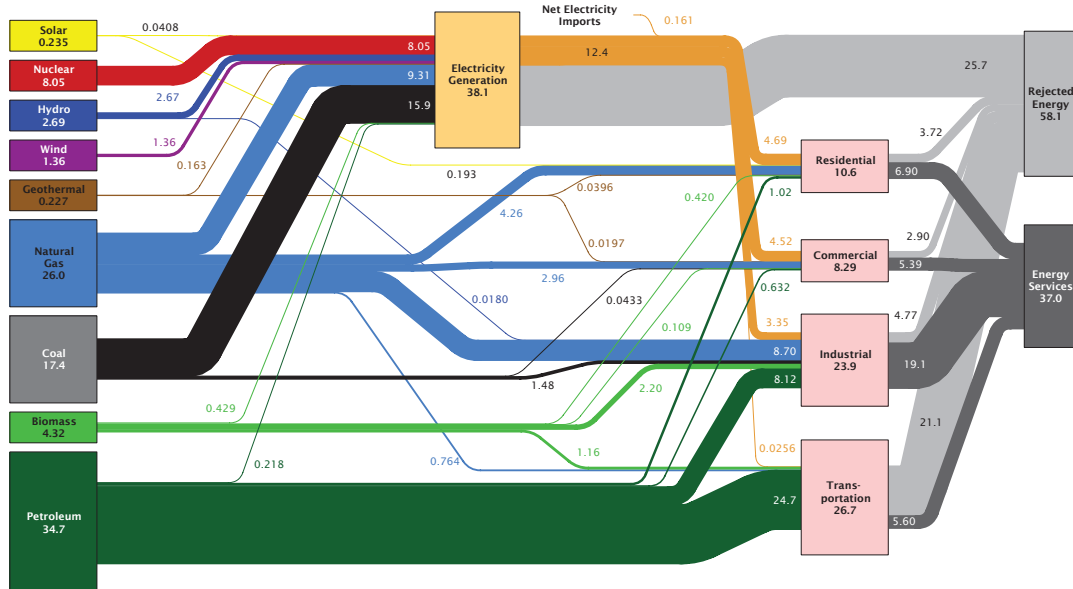 Net Electricity
Imports
0.161
Solar
0.235
0.0408
Nuclear
8.05
8.05
12.4
25.7
Electricity
Generation
38.1
9.31
15.9
Rejected
Energy
58.1
Hydro
2.69
2.67
Wind
1.36
1.36
4.69
3.72
Residential
10.6
6.90
0.163
0.193
Geothermal
0.227
0.0396
0.420
1.02
4.26
Natural
Gas
26.0
0.0197
4.52
2.90
Commercial
8.29
5.39
2.96
0.632
Energy
Services
37.0
0.0180
0.0433
0.109
3.35
4.77
Industrial
23.9
8.70
19.1
8.12
Coal
17.4
1.48
2.20
0.429
Biomass
4.32
21.1
1.16
0.764
0.218
0.0256
Petroleum
34.7
24.7
Trans-
portation
26.7
5.60